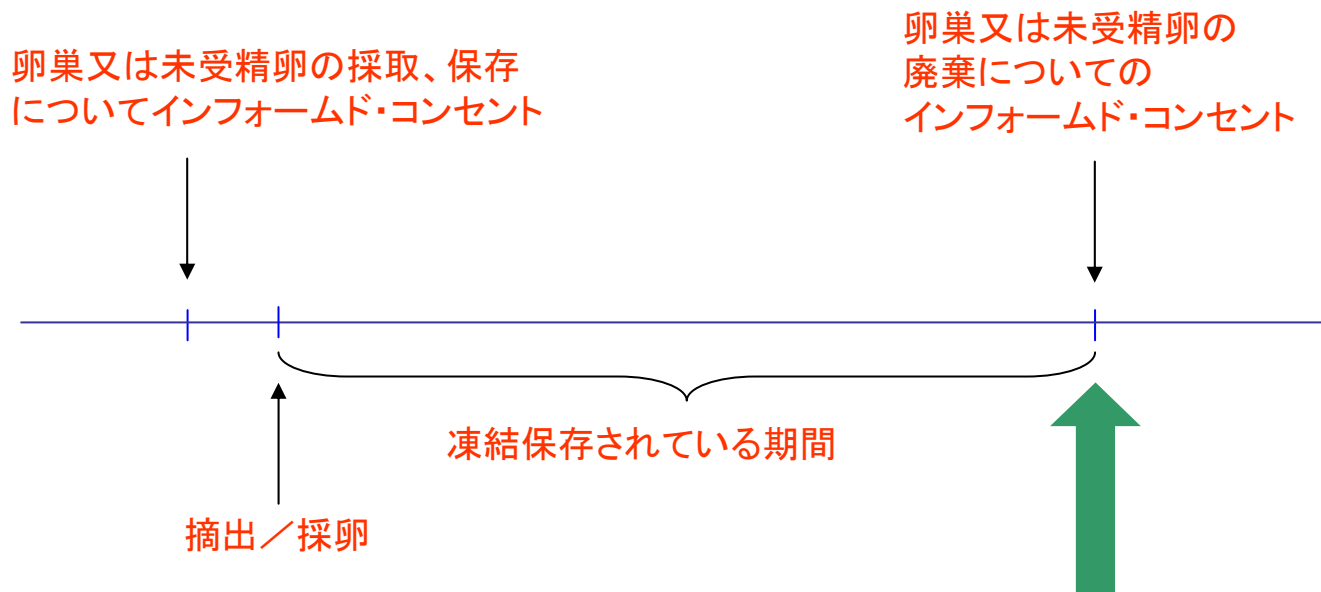 卵巣又は未受精卵の採取、保存
についてインフォームド・コンセント
卵巣又は未受精卵の
廃棄についての
インフォームド・コンセント
凍結保存されている期間
摘出／採卵